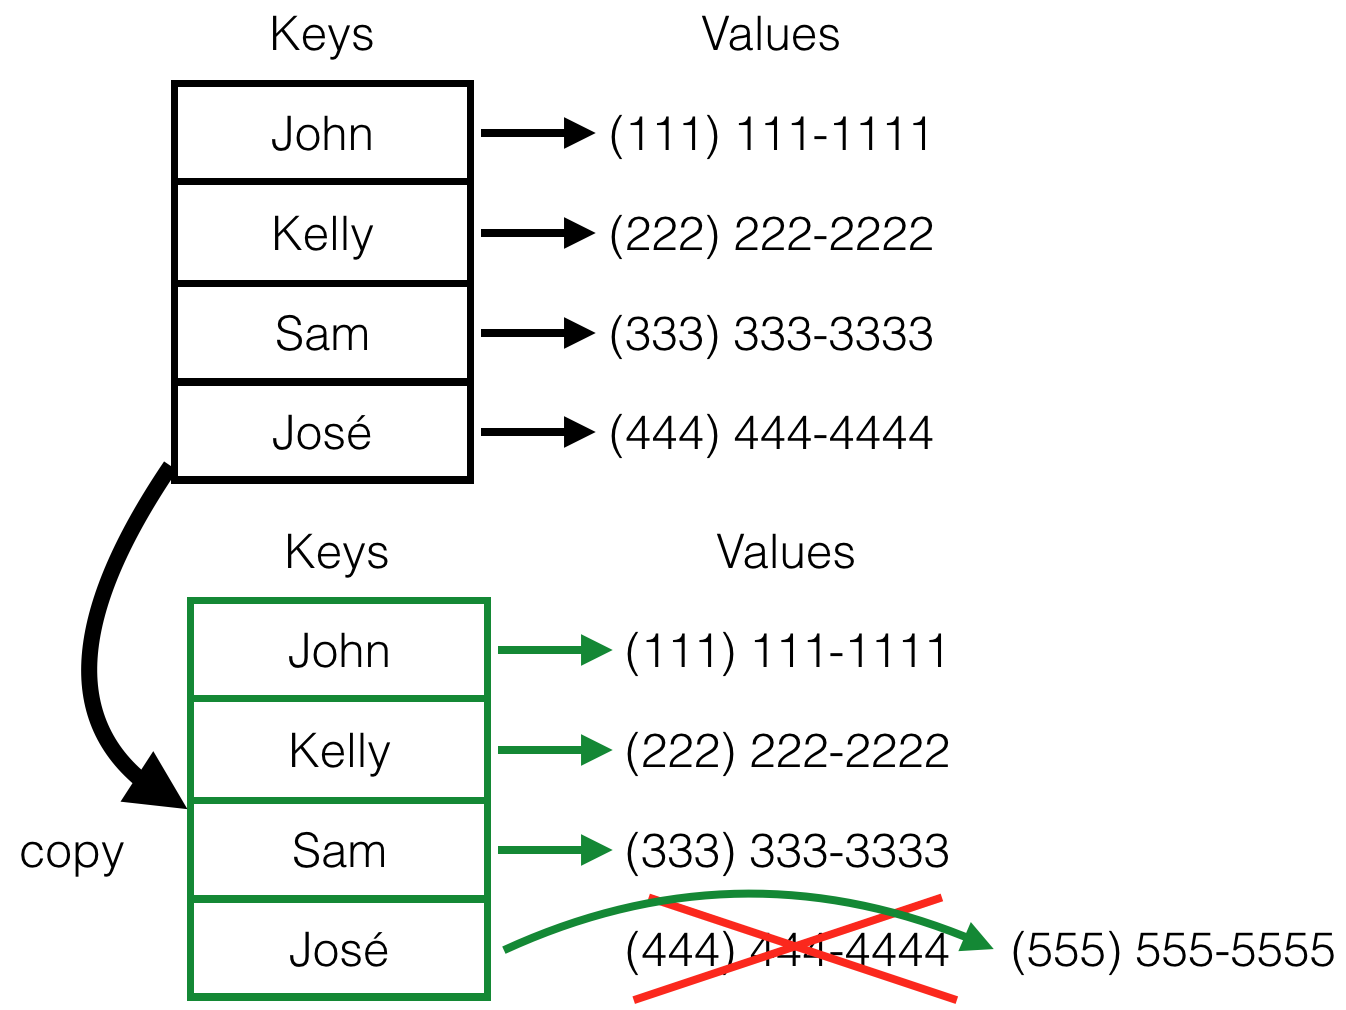 Keys Values
John (111) 111-1111
Kelly (222) 222-2222
Sam (333) 333-3333
José (444) 444-4444
Keys Values
John (111) 111-1111
Kelly (222) 222-2222
copy Sam (333) 333-3333
José (444) 444-4444 (555) 555-5555